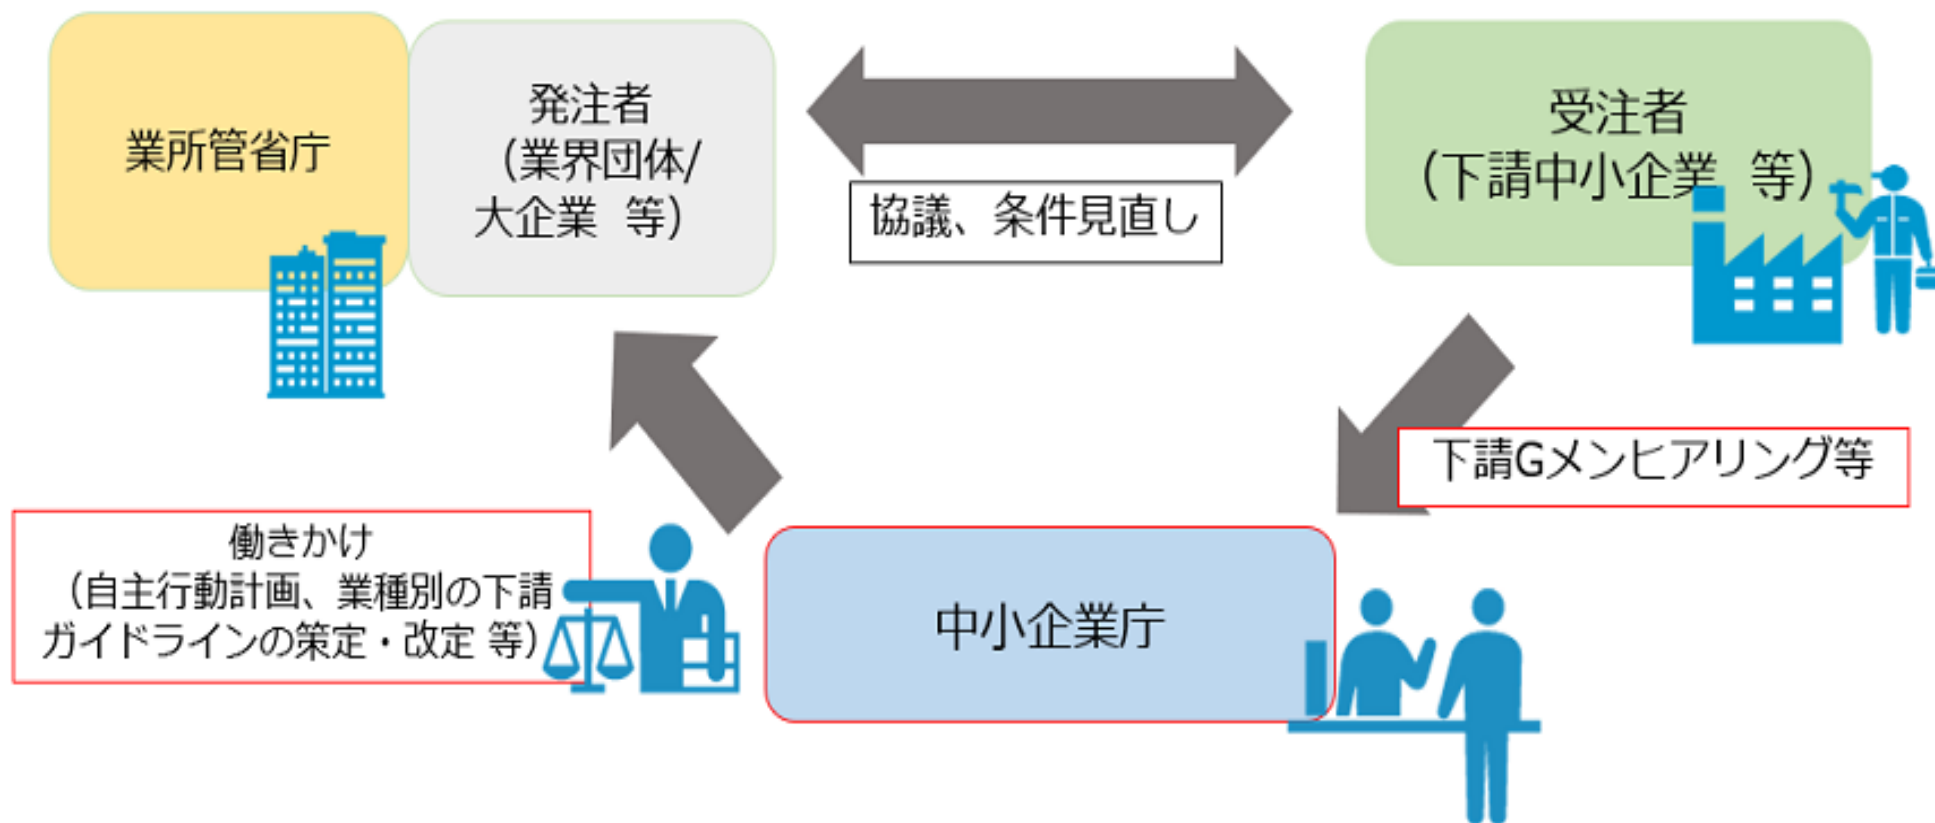 業所管省庁
発注者
（業界団体/
大企業 等）
協議、条件見直し
受注者
（下請中小企業 等）
下請Gメンヒアリング等
働きかけ
（自主行動計画、業種別の下請
ガイドラインの策定・改定 等）
中小企業庁